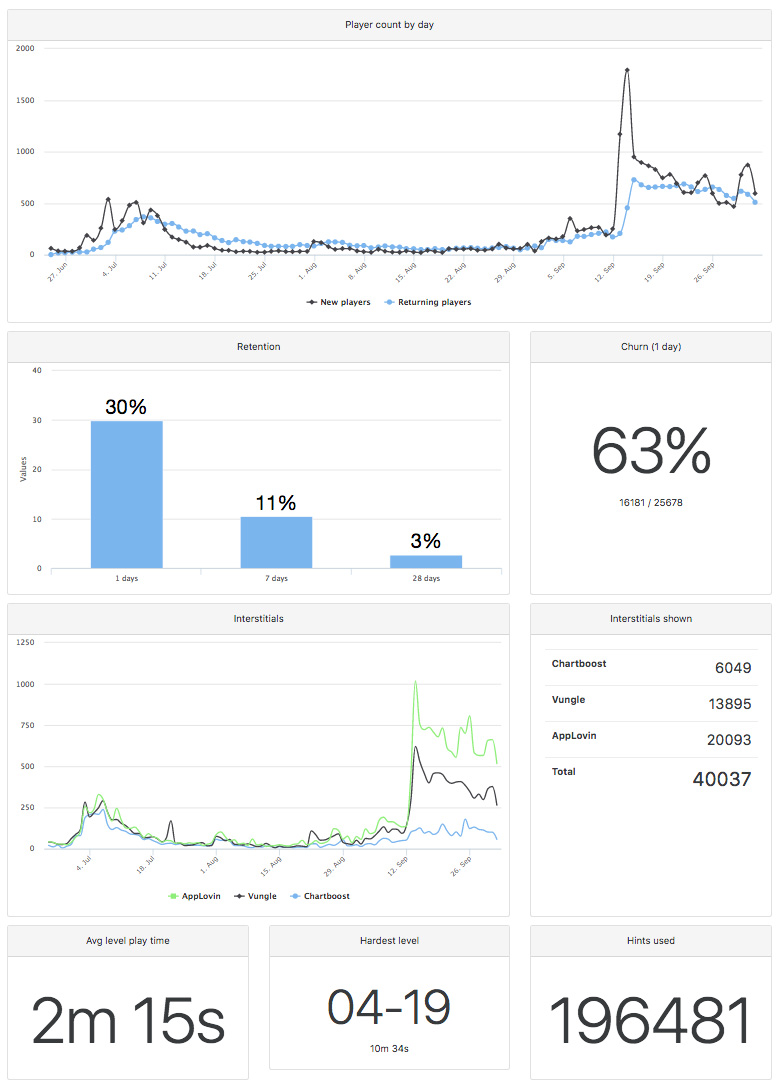 Player count by day
2000
1500
1000
500
0
27. Jun
4. Jul
11. Jul
18. Jul
25. Jul
1. Aug
8. Aug
15. Aug
22. Aug
29. Aug
5. Sep
12. Sep
19. Sep
26. Sep
New players Returning players
Retention
Values
40
30
20
10
0
30%
11%
3%
1 days
7 days
28 days
Churn (1 day)
63%
16181 / 25678
Interstitials
1250
1000
750
500
250
0
4. Jul
18. Jul
1. Aug
15. Aug
29. Aug
12. Sep
26. Sep
AppLovin Vungle Chartboost
Interstitials shown
Chartboost 6049
Vungle 13895
AppLovin 20093
Total 40037
Avg level play time
2m 15s
Hardest level
04-19
10m 34s
Hints used
196481